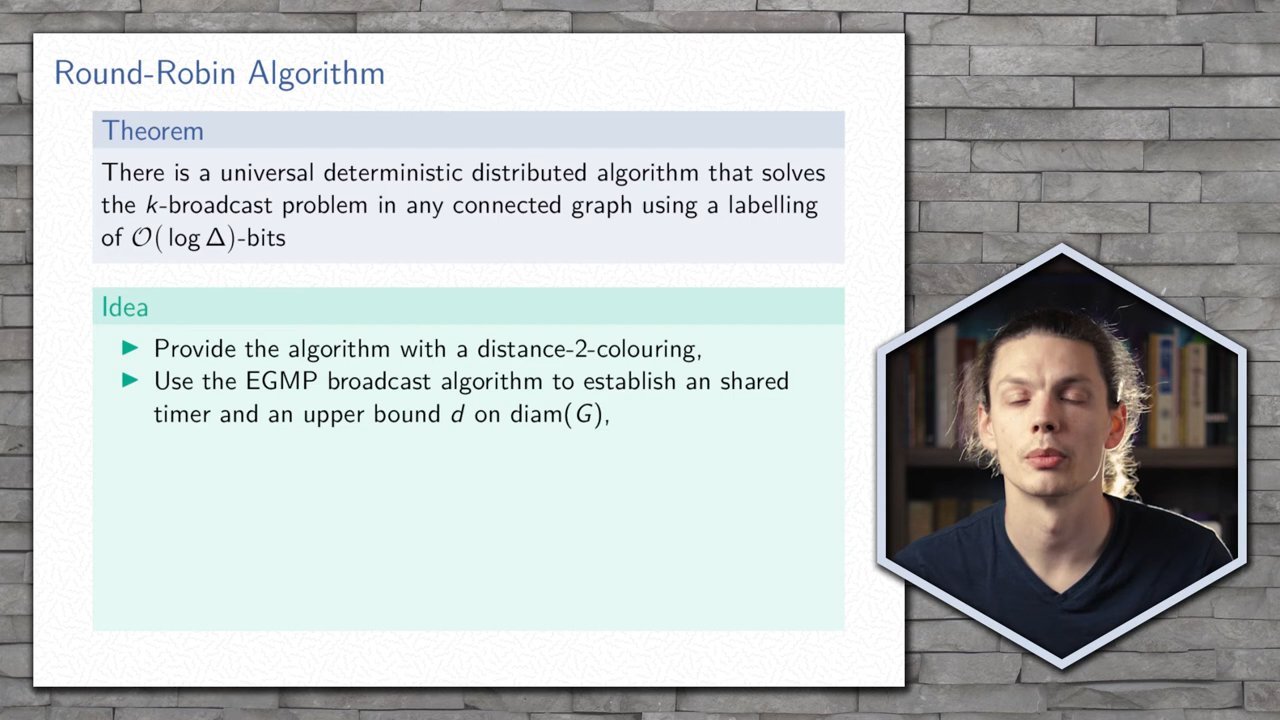 Round-Robin Algorithm
Theorem
There is a universal deterministic distributed algorithm that solves
the k-broadcast problem in any connected graph using a labelling
of 𝒪(log Δ)-bits
Idea
▶ Provide the algorithm with a distance-2-colouring,
▶ Use the EGMP broadcast algorithm to establish an shared
timer and an upper bound d on diam(G),